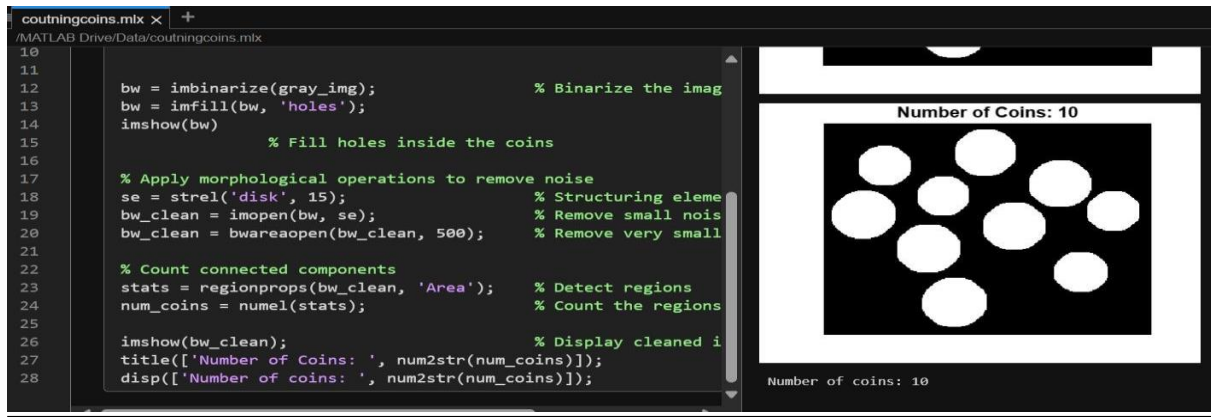 coutningcoins.mlx × +
/MATLAB Drive/Data/coutningcoins.mlx
10
11
12 bw = imbinarize(gray_img); % Binarize the imag
13 bw = imfill(bw, 'holes');
14 imshow(bw)
15 % Fill holes inside the coins
16
17 % Apply morphological operations to remove noise
18 se = strel('disk', 15); % Structuring eleme
19 bw_clean = imopen(bw, se); % Remove small nois
20 bw_clean = bwareaopen(bw_clean, 500); % Remove very small
21
22 % Count connected components
23 stats = regionprops(bw_clean, 'Area'); % Detect regions
24 num_coins = numel(stats); % Count the regions
25
26 imshow(bw_clean); % Display cleaned i
27 title(['Number of Coins: ', num2str(num_coins)]);
28 disp(['Number of coins: ', num2str(num_coins)]);
Number of Coins: 10
Number of coins: 10